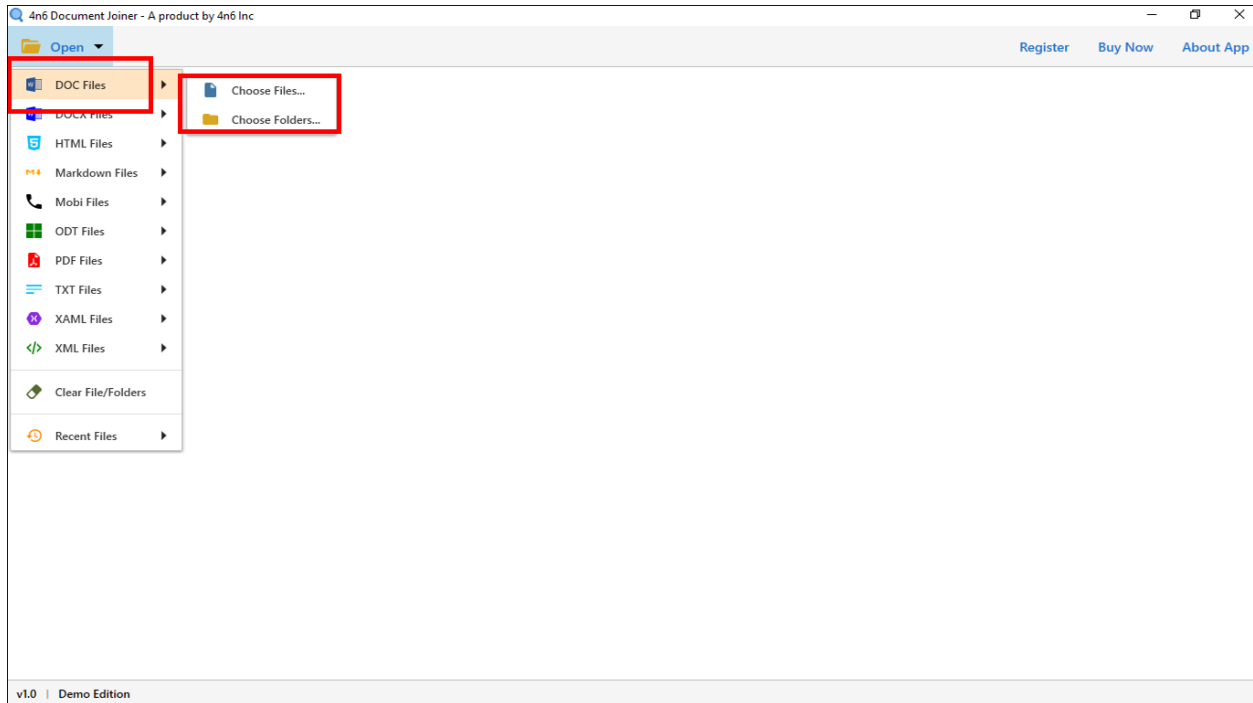 4n6 Document Joiner - A product by 4n6 Inc
Open Register Buy Now About App
DOC Files
Choose Files...
Choose Folders...
DOCX Files
HTML Files
Markdown Files
Mobi Files
ODT Files
PDF Files
TXT Files
XAML Files
XML Files
Clear File/Folders
Recent Files
v1.0 | Demo Edition